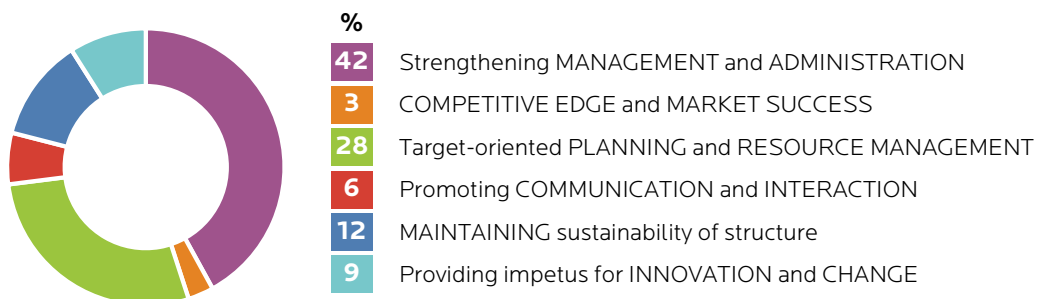 %
42 Strengthening MANAGEMENT and ADMINISTRATION
3 COMPETITIVE EDGE and MARKET SUCCESS
28 Target-oriented PLANNING and RESOURCE MANAGEMENT
6 Promoting COMMUNICATION and INTERACTION
12 MAINTAINING sustainability of structure
9 Providing impetus for INNOVATION and CHANGE